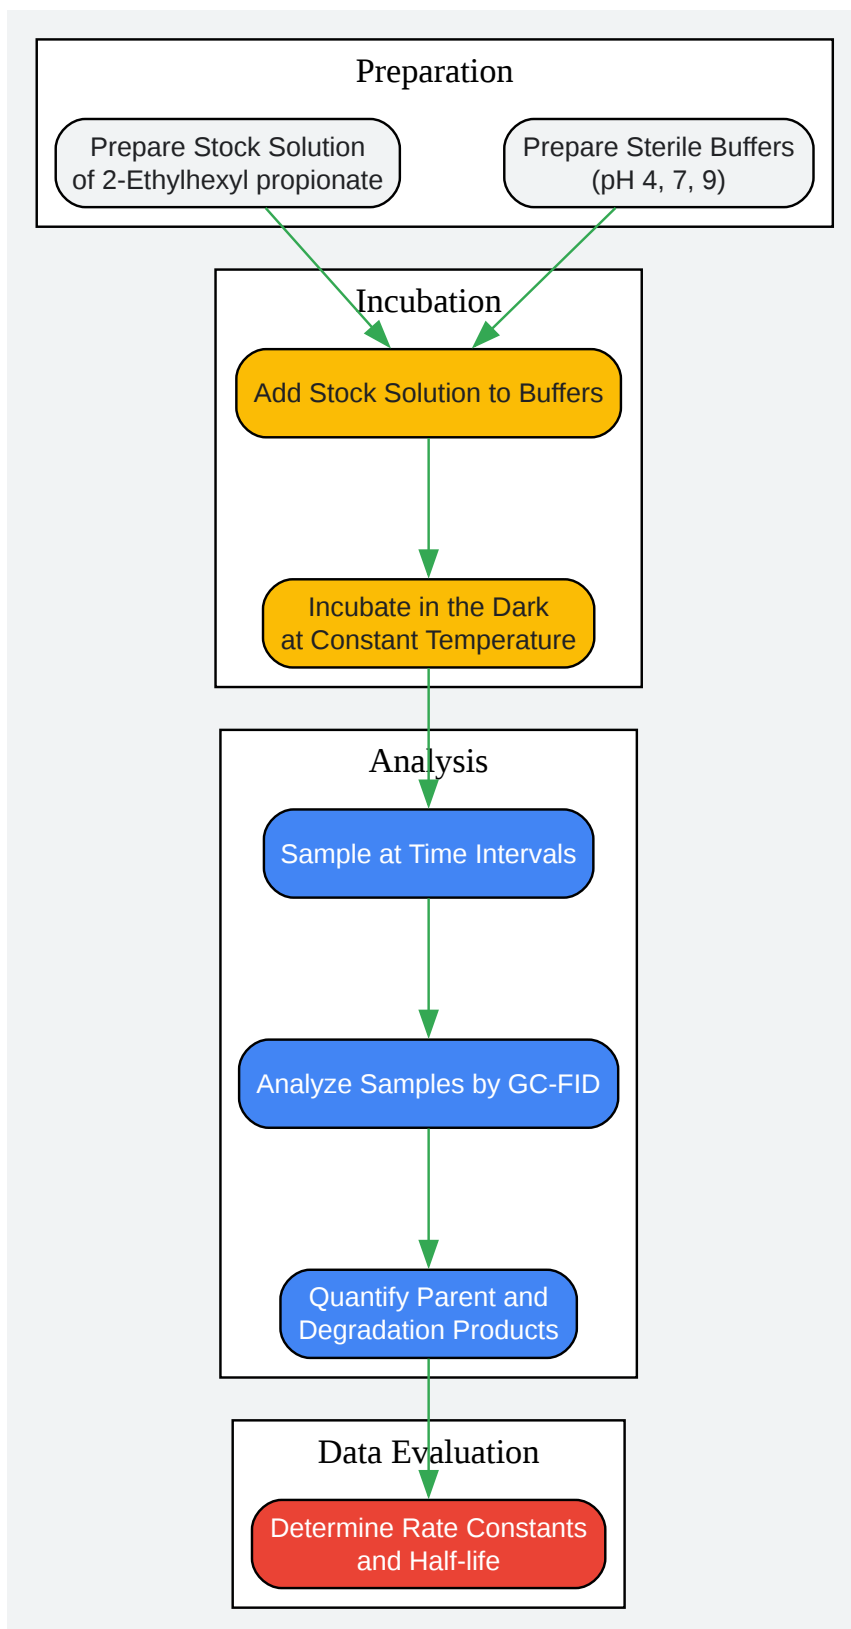 Preparation
Prepare Stock Solution
of 2-Ethylhexyl propionate
Prepare Sterile Buffers
(pH 4, 7, 9)
Incubation
Add Stock Solution to Buffers
Incubate in the Dark
at Constant Temperature
Analysis
Sample at Time Intervals
Analyze Samples by GC-FID
Quantify Parent and
Degradation Products
Data Evaluation
Determine Rate Constants
and Half-life